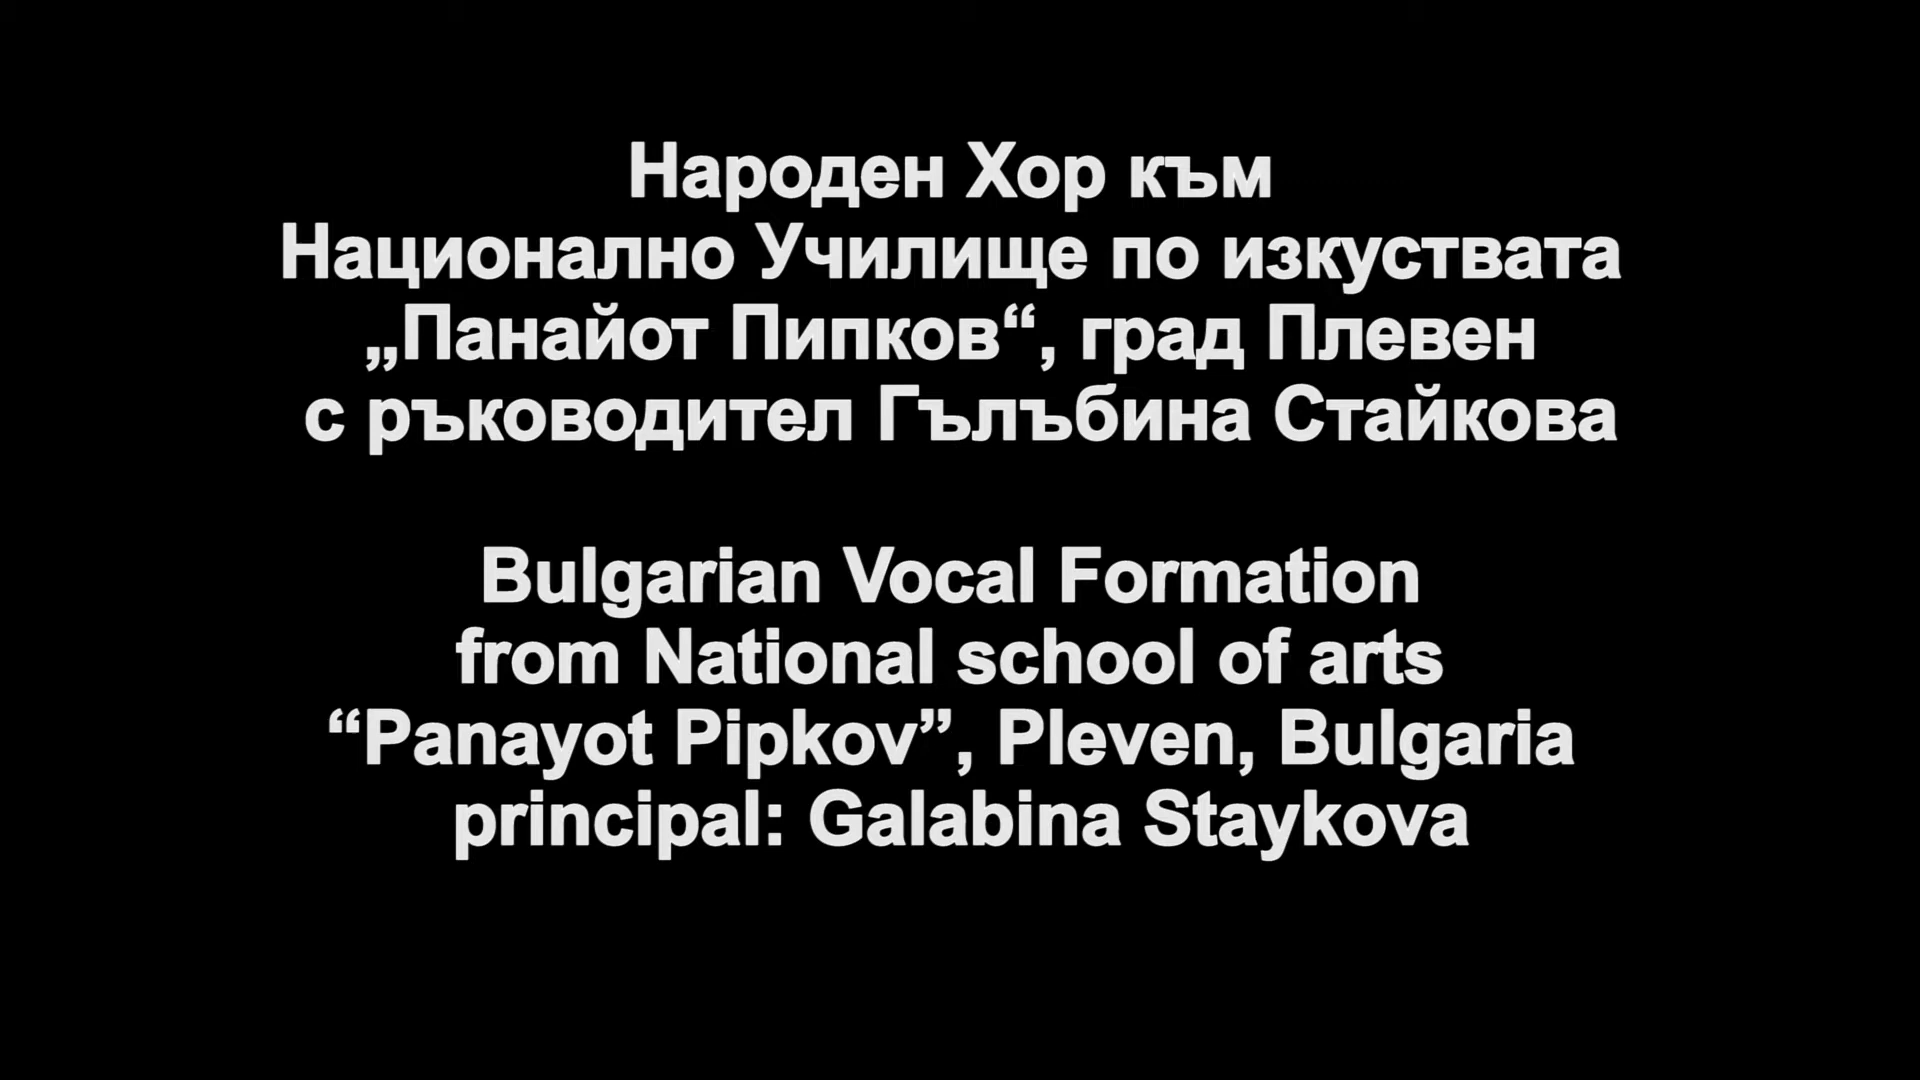 Народен Хор към
Национално Училище по изкуствата
„Панайот Пипков“, град Плевен
с ръководител Гълъбина Стайкова
Bulgarian Vocal Formation
from National school of arts
“Panayot Pipkov”, Pleven, Bulgaria
principal: Galabina Staykova